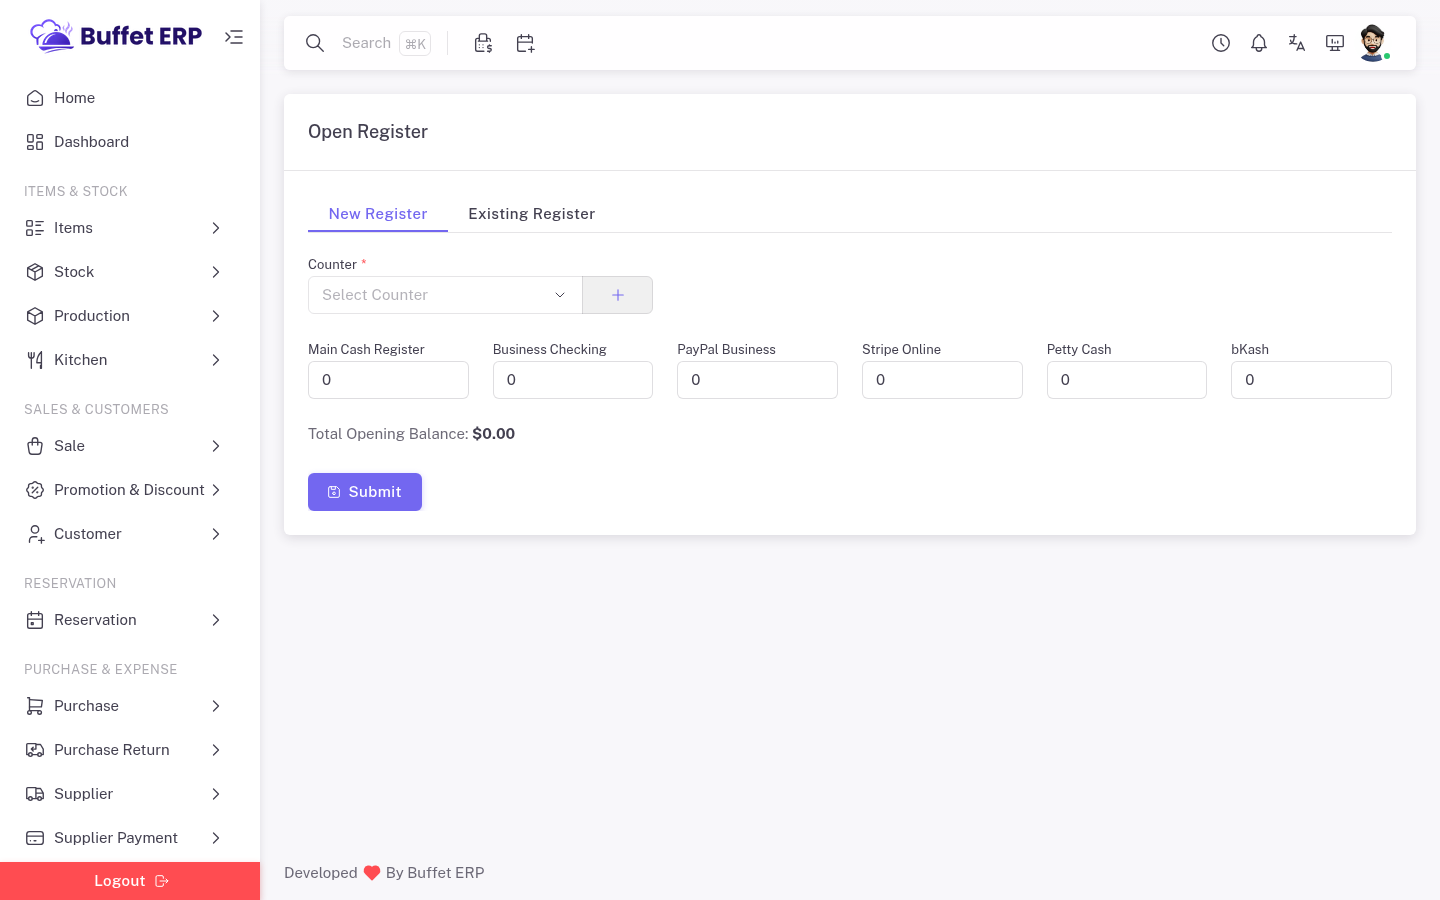 Buffet ERP
Search ⌘K
Home
Dashboard
ITEMS & STOCK
Items
Stock
Production
Kitchen
SALES & CUSTOMERS
Sale
Promotion & Discount
Customer
RESERVATION
Reservation
PURCHASE & EXPENSE
Purchase
Purchase Return
Supplier
Supplier Payment
Logout
Open Register
New Register Existing Register
Counter *
Select Counter
Main Cash Register Business Checking PayPal Business Stripe Online Petty Cash bKash
0 0 0 0 0 0
Total Opening Balance: $0.00
Submit
Developed By Buffet ERP